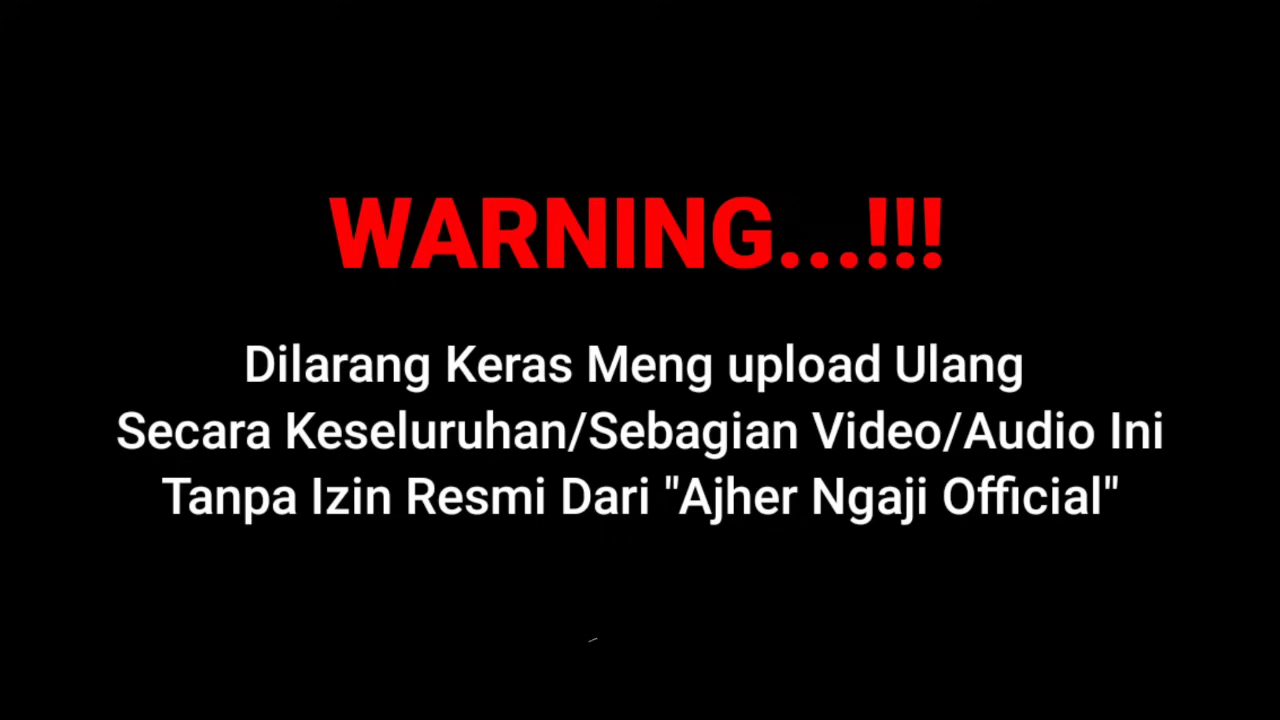 WARNING...!!!
Dilarang Keras Meng upload Ulang
Secara Keseluruhan/Sebagian Video/Audio Ini
Tanpa Izin Resmi Dari "Ajher Ngaji Official"